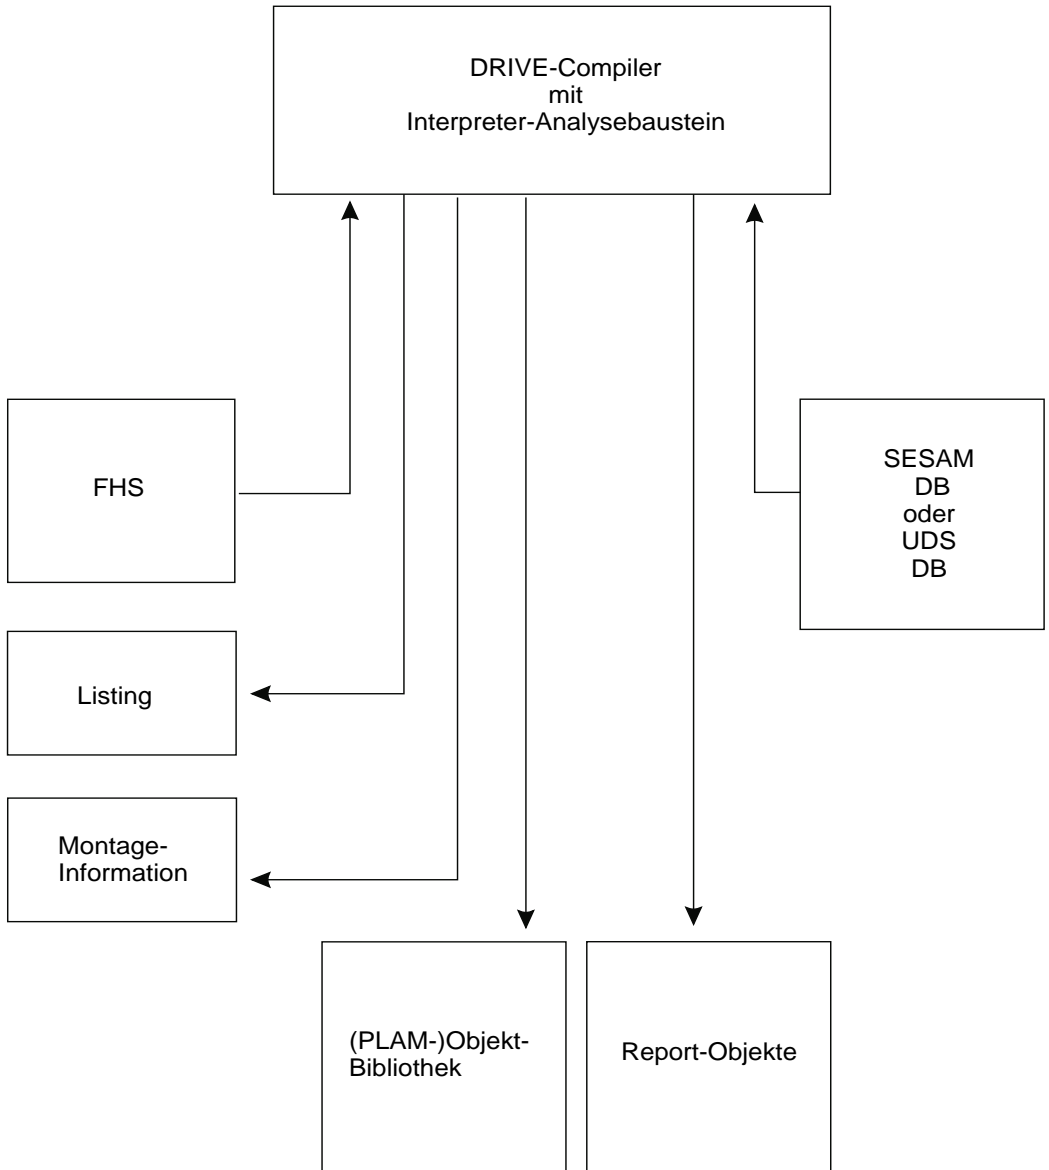 DRIVE-Compiler
mit
Interpreter-Analysebaustein
FHS
SESAM
DB
oder
UDS
DB
Listing
Montage-
Information
(PLAM-)Objekt-
Bibliothek
Report-Objekte